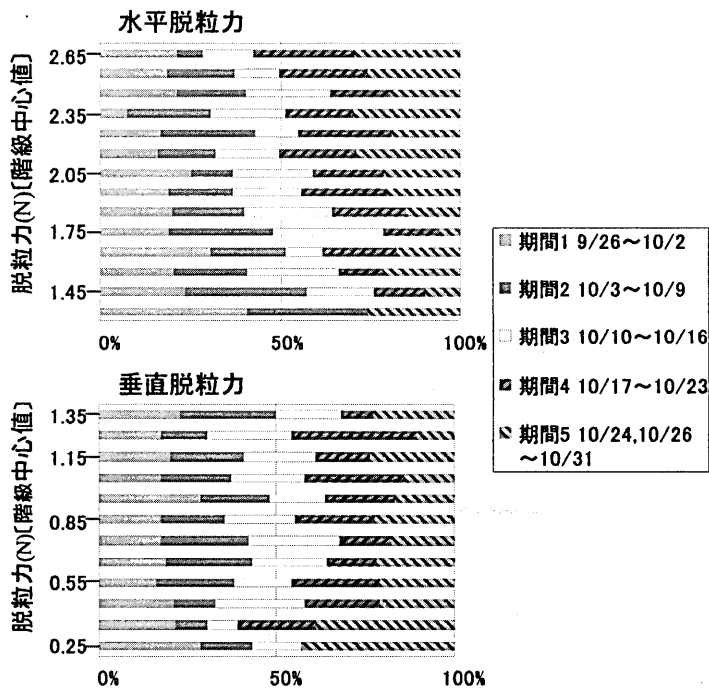 水平脱粒力
脱粒力(N)〔階級中心値〕
2.65
2.35
2.05
1.75
1.45
0% 50% 100%
垂直脱粒力
脱粒力(N)〔階級中心値〕
1.35
1.15
0.85
0.55
0.25
0% 50% 100%
期間1 9/26～10/2
期間2 10/3～10/9
期間3 10/10～10/16
期間4 10/17～10/23
期間5 10/24,10/26
～10/31